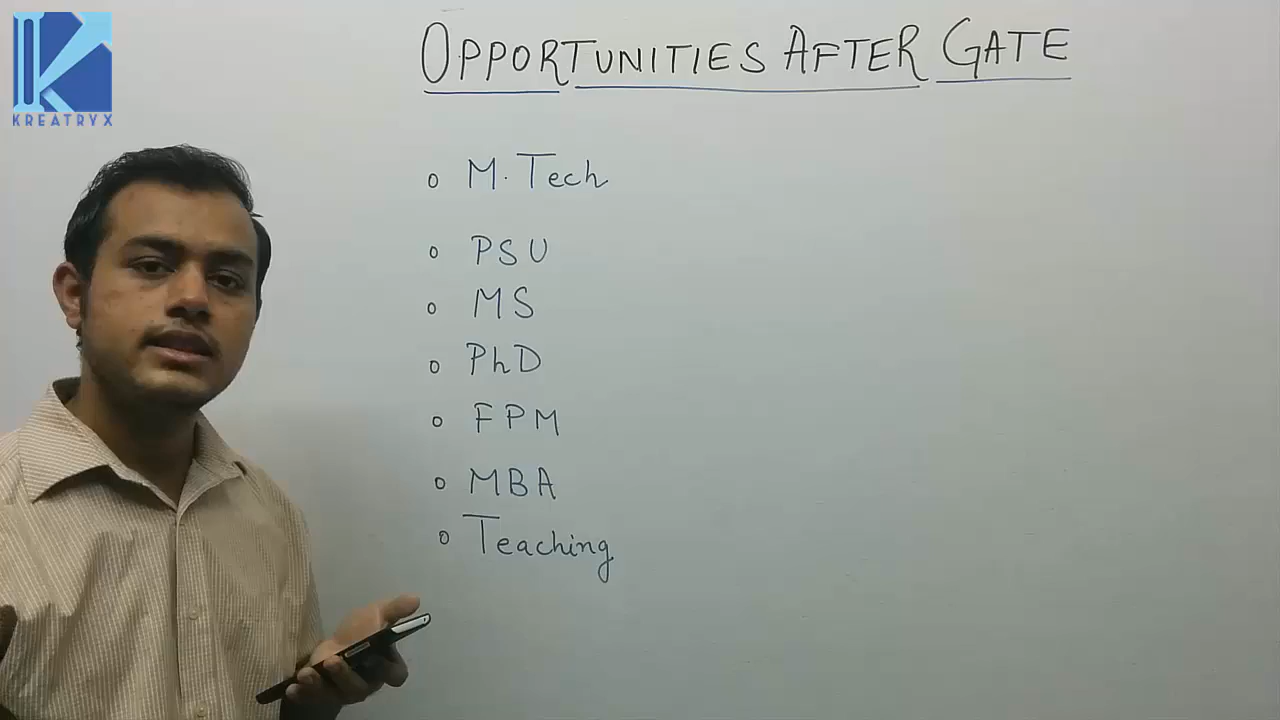 KREATRYX
OPPORTUNITIES AFTER GATE
M.Tech
PSU
MS
PhD
FPM
MBA
Teaching